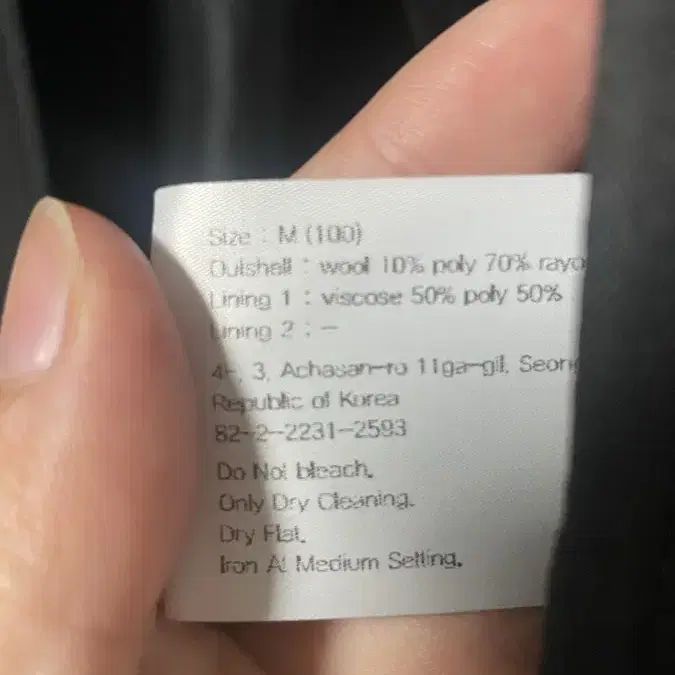 Size : M (100)
Outshell : wool 10% poly 70% rayo
Lining 1 : viscose 50% poly 50%
Lining 2 : -
3, Achasan-ro 11ga-gil, Seong
Republic of Korea
82-2-2231-2593
Do Not bleach.
Only Dry Cleaning.
Dry Flat.
Iron At Medium Setting.